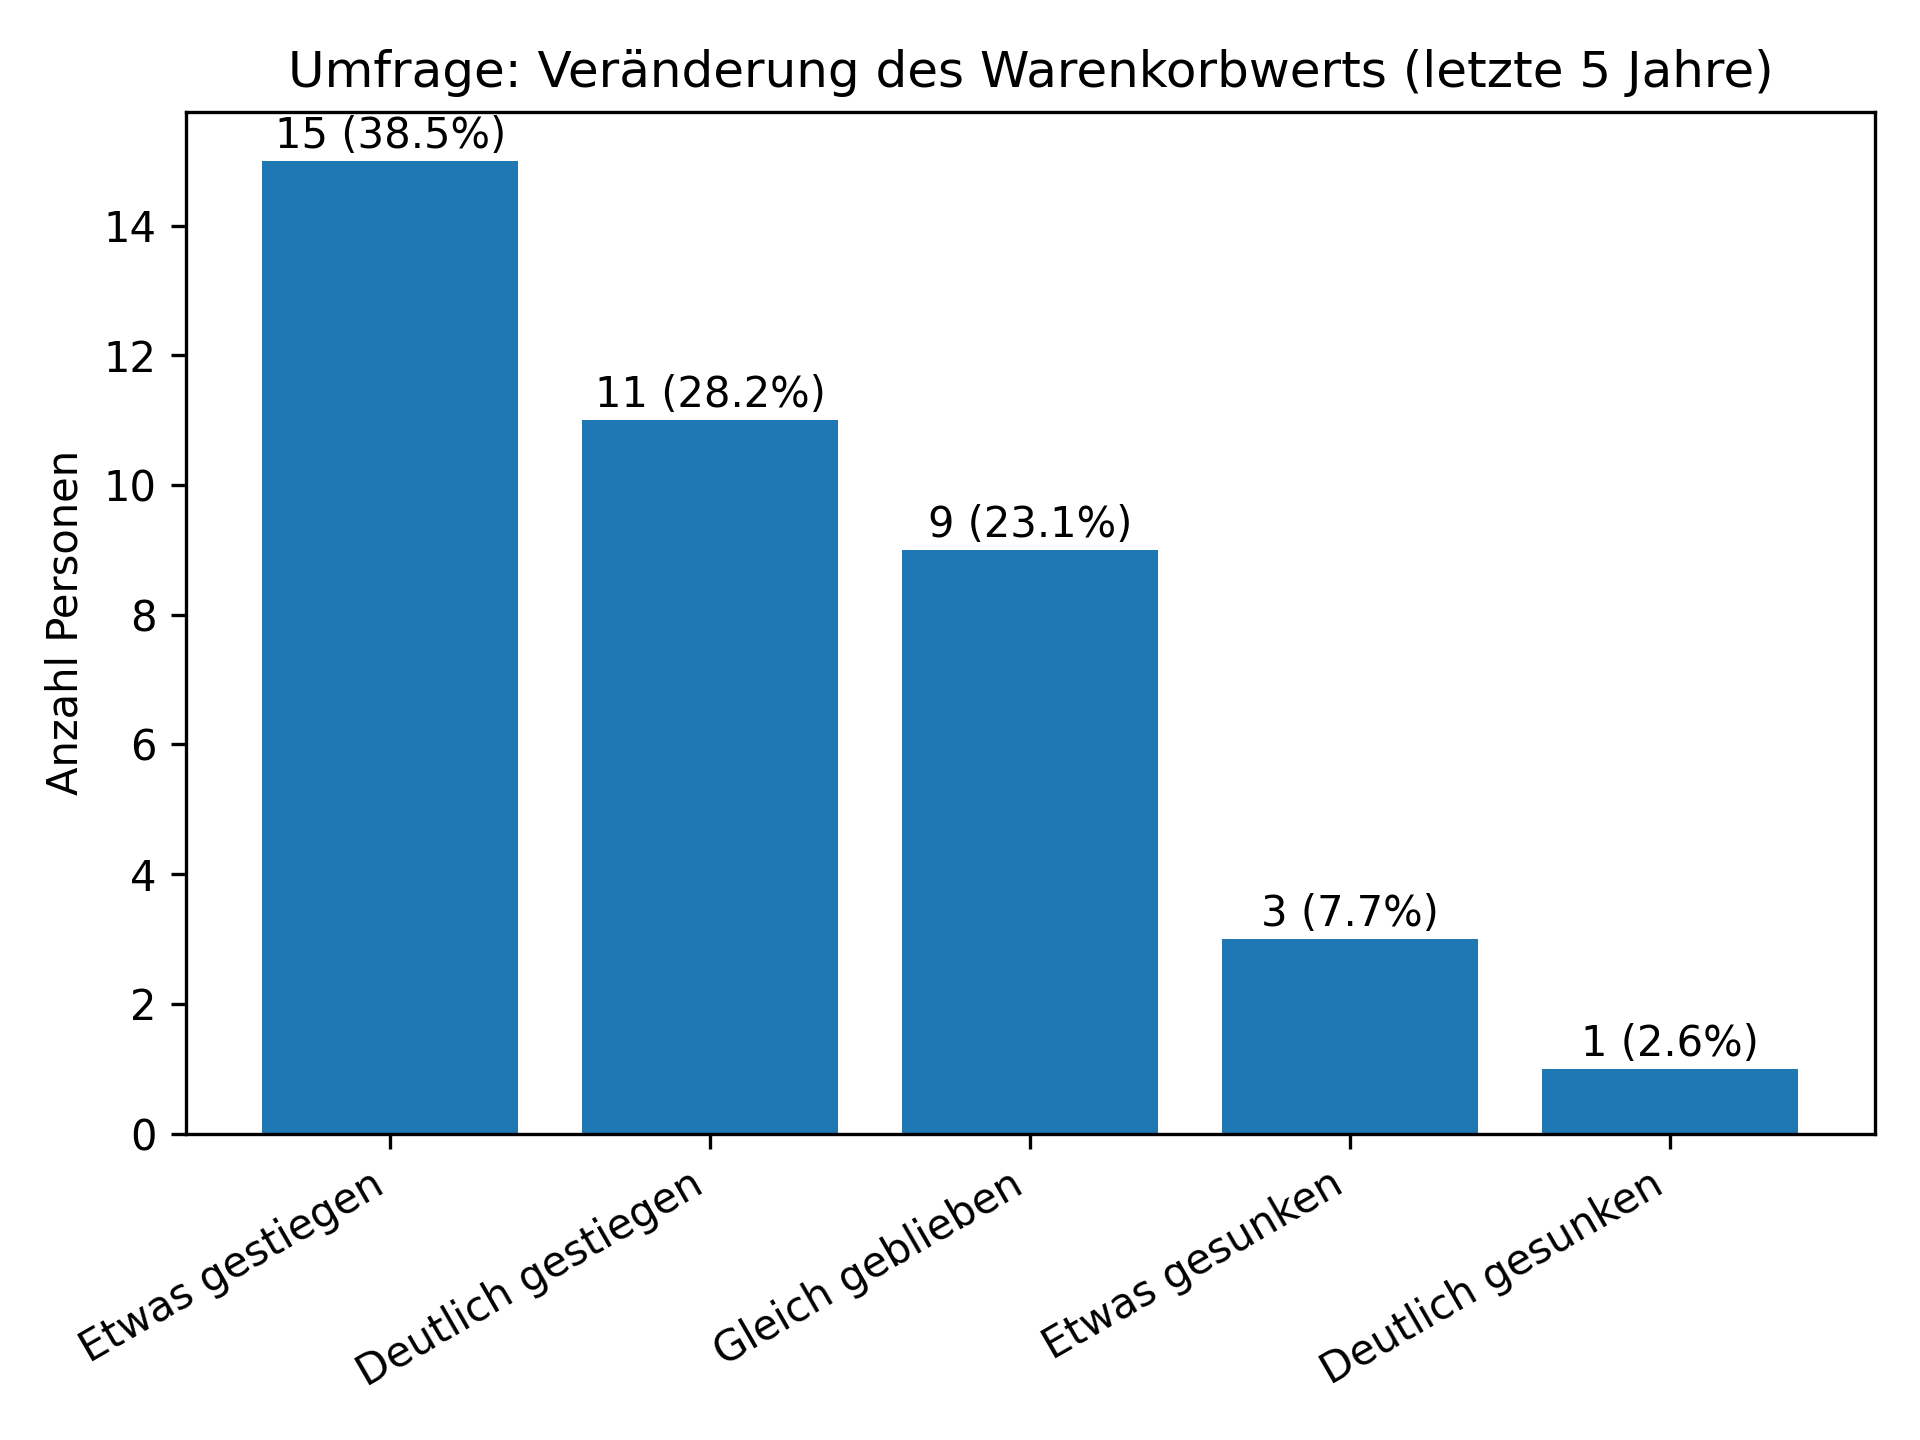 Umfrage: Veränderung des Warenkorbwerts (letzte 5 Jahre)
15 (38.5%)
11 (28.2%)
9 (23.1%)
3 (7.7%)
1 (2.6%)
Anzahl Personen
14
12
10
8
6
4
2
0
Etwas gestiegen
Deutlich gestiegen
Gleich geblieben
Etwas gesunken
Deutlich gesunken